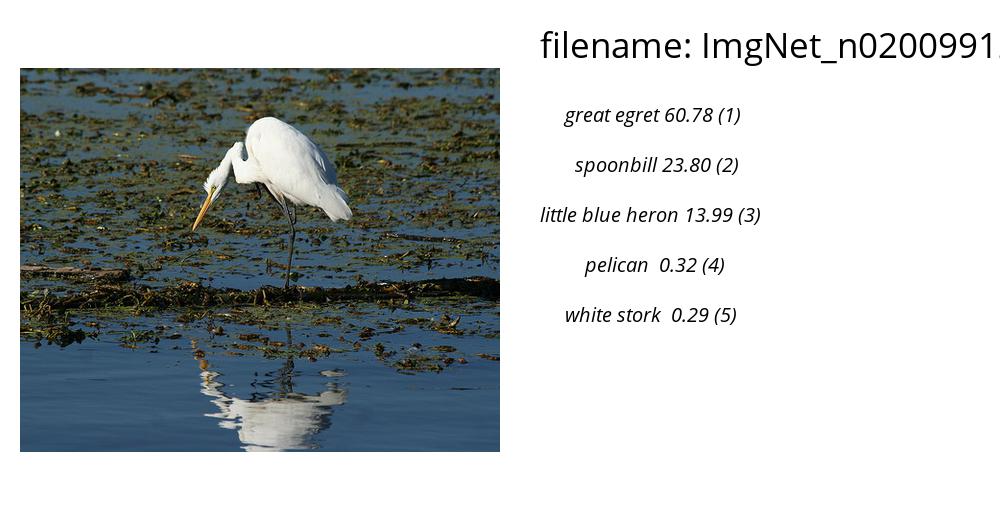 filename: ImgNet_n0200991
great egret 60.78 (1)
spoonbill 23.80 (2)
little blue heron 13.99 (3)
pelican 0.32 (4)
white stork 0.29 (5)